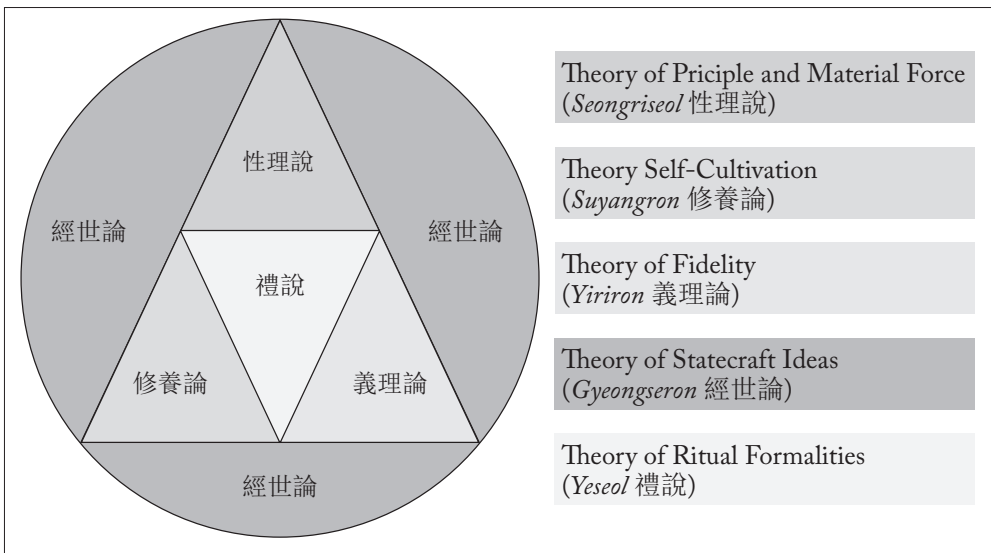 性理說
經世論
經世論
禮說
修養論
義理論
經世論
Theory of Priciple and Material Force
(Seongriseol 性理說)
Theory Self-Cultivation
(Suyangron 修養論)
Theory of Fidelity
(Yiriron 義理論)
Theory of Statecraft Ideas
(Gyeongseron 經世論)
Theory of Ritual Formalities
(Yeseol 禮說)